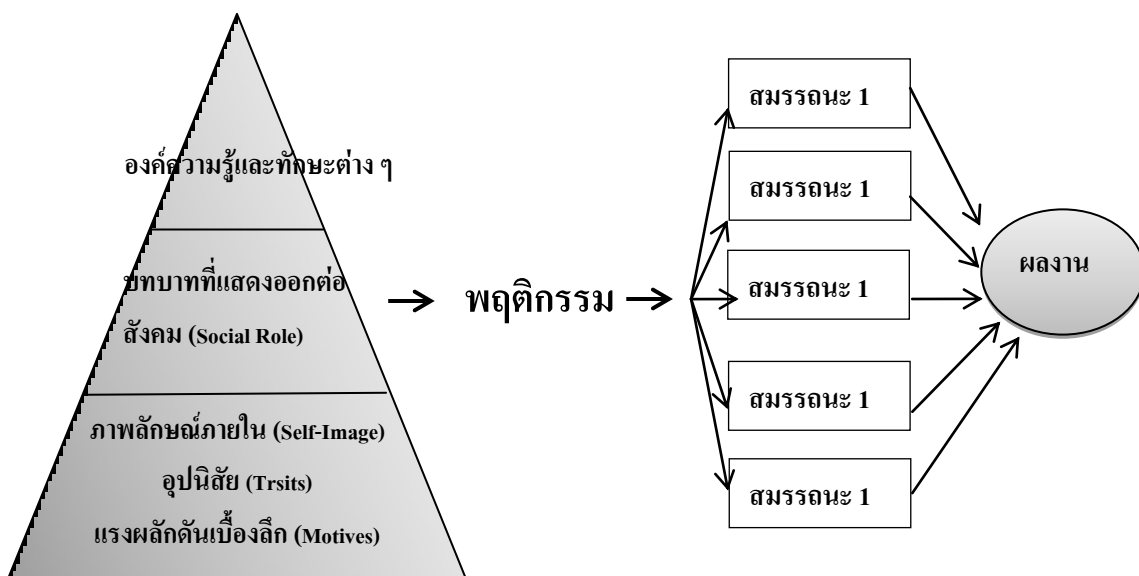 องค์ความรู้และทักษะต่าง ๆ
บทบาทที่แสดงออกต่อ
สังคม (Social Role)
ภาพลักษณ์ภายใน (Self-Image)
อุปนิสัย (Trsits)
แรงผลักดันเบื้องลึก (Motives)
พฤติกรรม
สมรรถนะ 1
สมรรถนะ 1
สมรรถนะ 1
สมรรถนะ 1
สมรรถนะ 1
ผลงาน